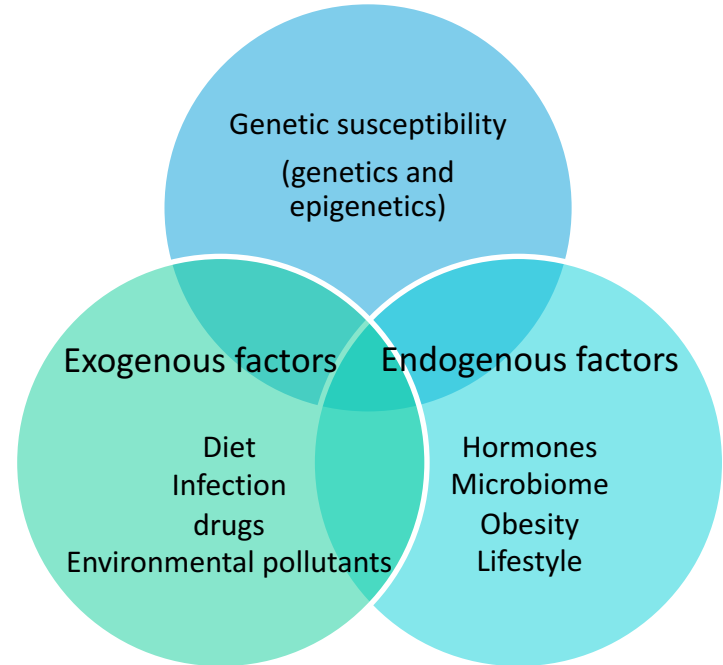 Genetic susceptibility
(genetics and
epigenetics)
Exogenous factors
Diet
Infection
drugs
Environmental pollutants
Endogenous factors
Hormones
Microbiome
Obesity
Lifestyle